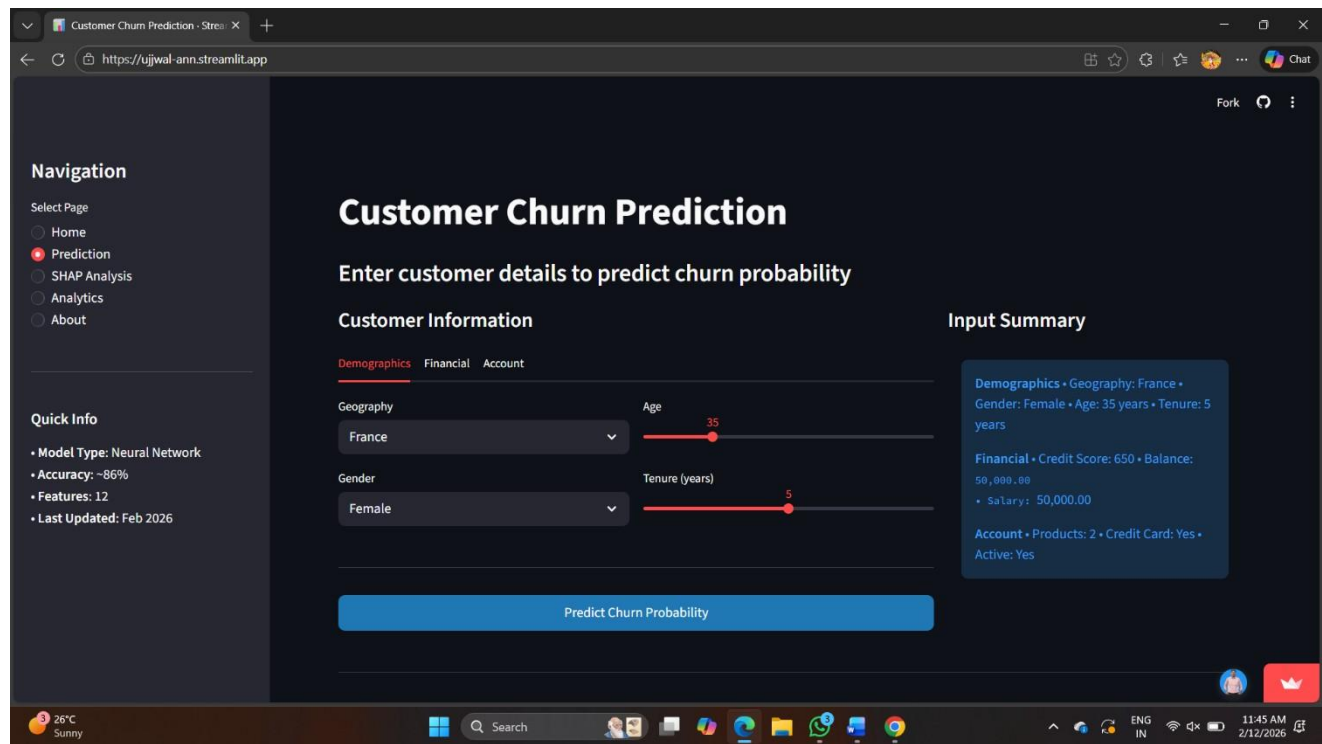 Customer Churn Prediction · Strea
https://ujjwal-ann.streamlit.app
Chat
Fork
Navigation
Select Page
Home
Prediction
SHAP Analysis
Analytics
About
Quick Info
• Model Type: Neural Network
• Accuracy: ~86%
• Features: 12
• Last Updated: Feb 2026
Customer Churn Prediction
Enter customer details to predict churn probability
Customer Information
Demographics Financial Account
Geography
France
Age
35
Gender
Female
Tenure (years)
5
Predict Churn Probability
Input Summary
Demographics • Geography: France •
Gender: Female • Age: 35 years • Tenure: 5
years
Financial • Credit Score: 650 • Balance:
50,000.00
• Salary: 50,000.00
Account • Products: 2 • Credit Card: Yes •
Active: Yes
3
26°C
Sunny
Search
ENG
IN
11:45 AM
2/12/2026